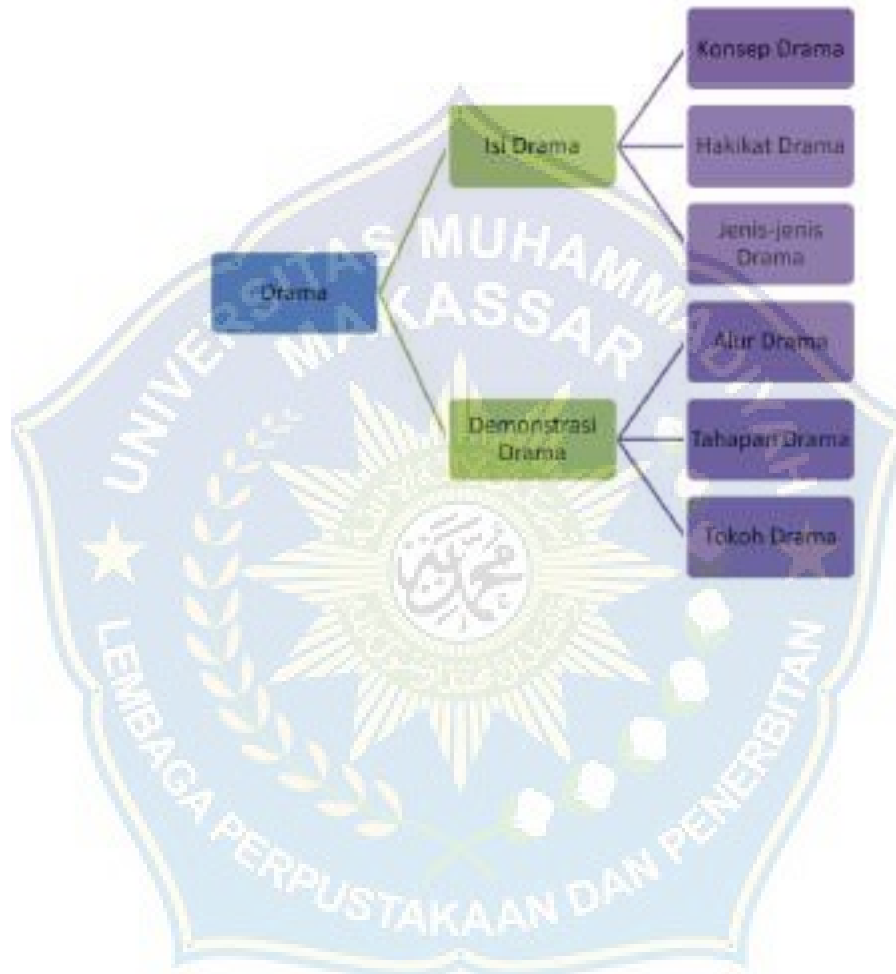 Konsep Drama
Isi Drama
Hakikat Drama
Jenis-jenis
Drama
Drama
Alur Drama
Demonstrasi
Drama
Tahapan Drama
Tokoh Drama
UNIVERSITAS MUHAMMADIYAH
MAKASSAR
LEMBAGA PERPUSTAKAAN DAN PENERBITAN